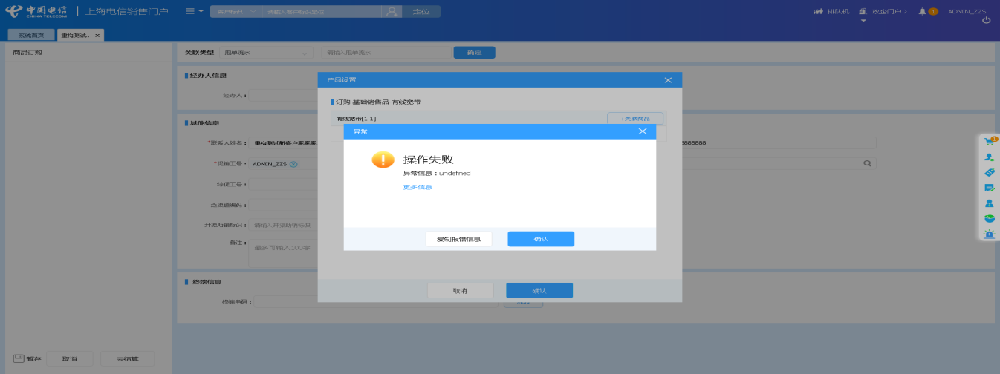 中国电信 CHINA TELECOM
上海电信销售门户
客户标识
请输入客户标识定位
定位
排队机
政企门户
1
ADMIN_ZZS
系统首页
重构测试...
商品订购
关联类型
甩单流水
请输入甩单流水
确定
经办人信息
经办人：
其他信息
*联系人姓名：
重构测试新客户零零零
8888888
*促销工号：
ADMIN_ZZS
综促工号：
泛渠道编码：
开渠助销标识：
请输入开渠助销标识
备注：
最多可输入100字
终端信息
终端串码：
产品设置
订购 基础销售品-有线宽带
有线宽带[1-1]
+关联商品
异常
操作失败
异常信息：undefined
更多信息
复制报错信息
确认
取消
确认
暂存
取消
去结算
1